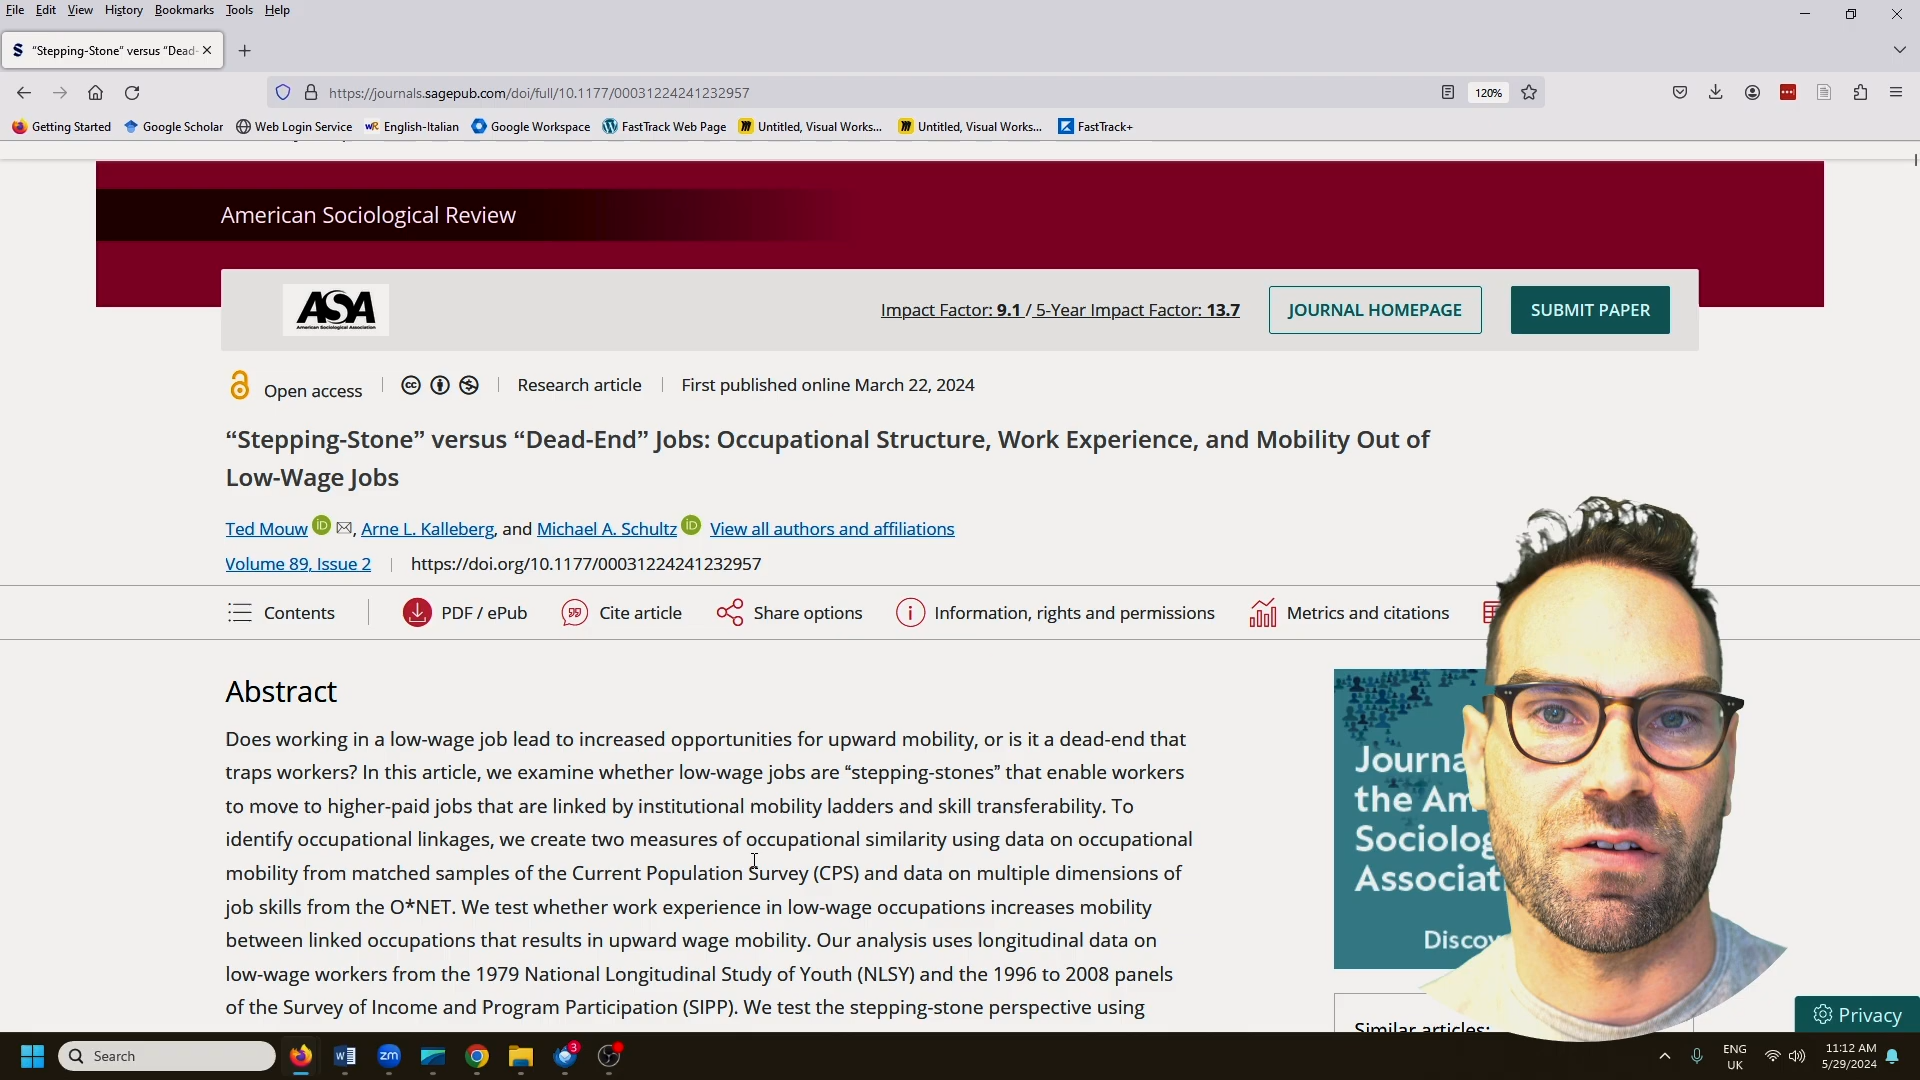 File Edit View History Bookmarks Tools Help
“Stepping-Stone” versus “Dead-
https://journals.sagepub.com/doi/full/10.1177/00031224241232957
120%
Getting Started Google Scholar Web Login Service English-Italian Google Workspace FastTrack Web Page Untitled, Visual Works... Untitled, Visual Works... FastTrack+
American Sociological Review
ASA
American Sociological Association
Impact Factor: 9.1 / 5-Year Impact Factor: 13.7
JOURNAL HOMEPAGE
SUBMIT PAPER
Open access
Research article
First published online March 22, 2024
“Stepping-Stone” versus “Dead-End” Jobs: Occupational Structure, Work Experience, and Mobility Out of
Low-Wage Jobs
Ted Mouw, Arne L. Kalleberg, and Michael A. Schultz View all authors and affiliations
Volume 89, Issue 2
https://doi.org/10.1177/00031224241232957
Contents
PDF / ePub
Cite article
Share options
Information, rights and permissions
Metrics and citations
Abstract
Does working in a low-wage job lead to increased opportunities for upward mobility, or is it a dead-end that
traps workers? In this article, we examine whether low-wage jobs are “stepping-stones” that enable workers
to move to higher-paid jobs that are linked by institutional mobility ladders and skill transferability. To
identify occupational linkages, we create two measures of occupational similarity using data on occupational
mobility from matched samples of the Current Population Survey (CPS) and data on multiple dimensions of
job skills from the O*NET. We test whether work experience in low-wage occupations increases mobility
between linked occupations that results in upward wage mobility. Our analysis uses longitudinal data on
low-wage workers from the 1979 National Longitudinal Study of Youth (NLSY) and the 1996 to 2008 panels
of the Survey of Income and Program Participation (SIPP). We test the stepping-stone perspective using
Journa
the Am
Sociolog
Associat
Discov
Similar articles:
Privacy
Search
zm
3
ENG
UK
11:12 AM
5/29/2024